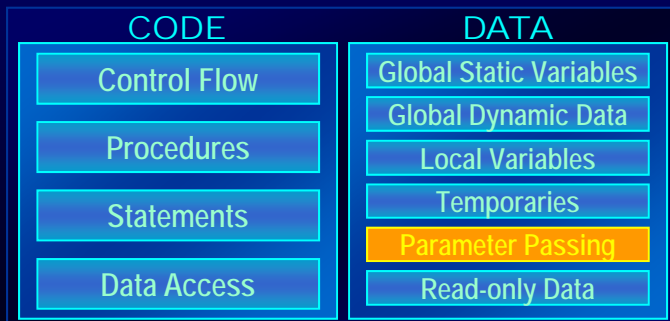 CODE
Control Flow
Procedures
Statements
Data Access
DATA
Global Static Variables
Global Dynamic Data
Local Variables
Temporaries
Parameter Passing
Read-only Data